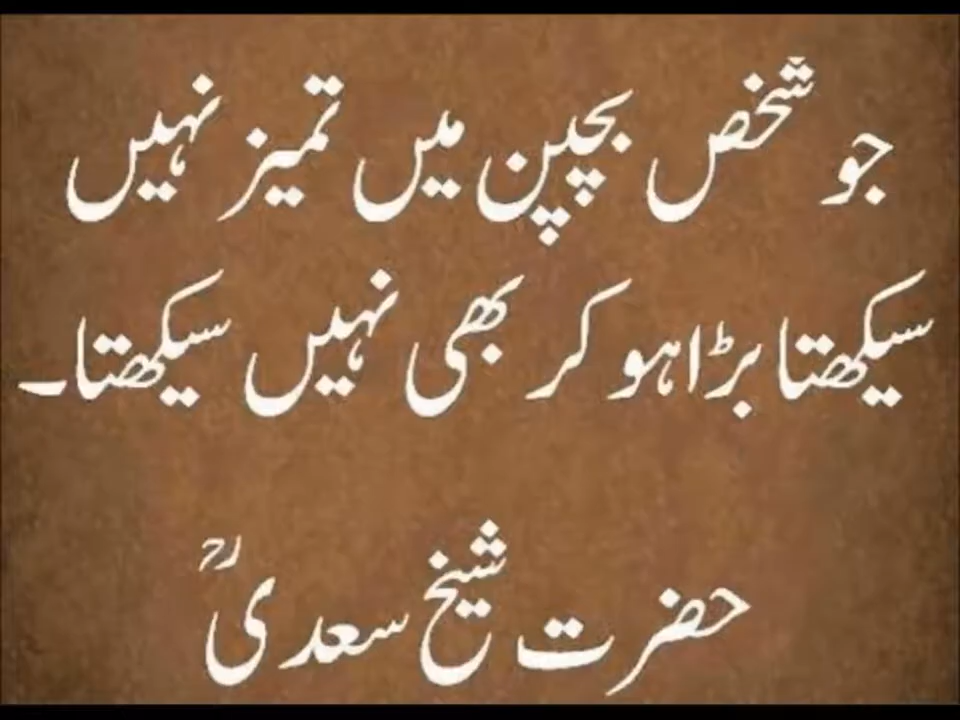 جو شخص بچپن میں تمیز نہیں
سیکھتا بڑا ہو کر بھی نہیں سیکھتا۔
حضرت شیخ سعدیؒ